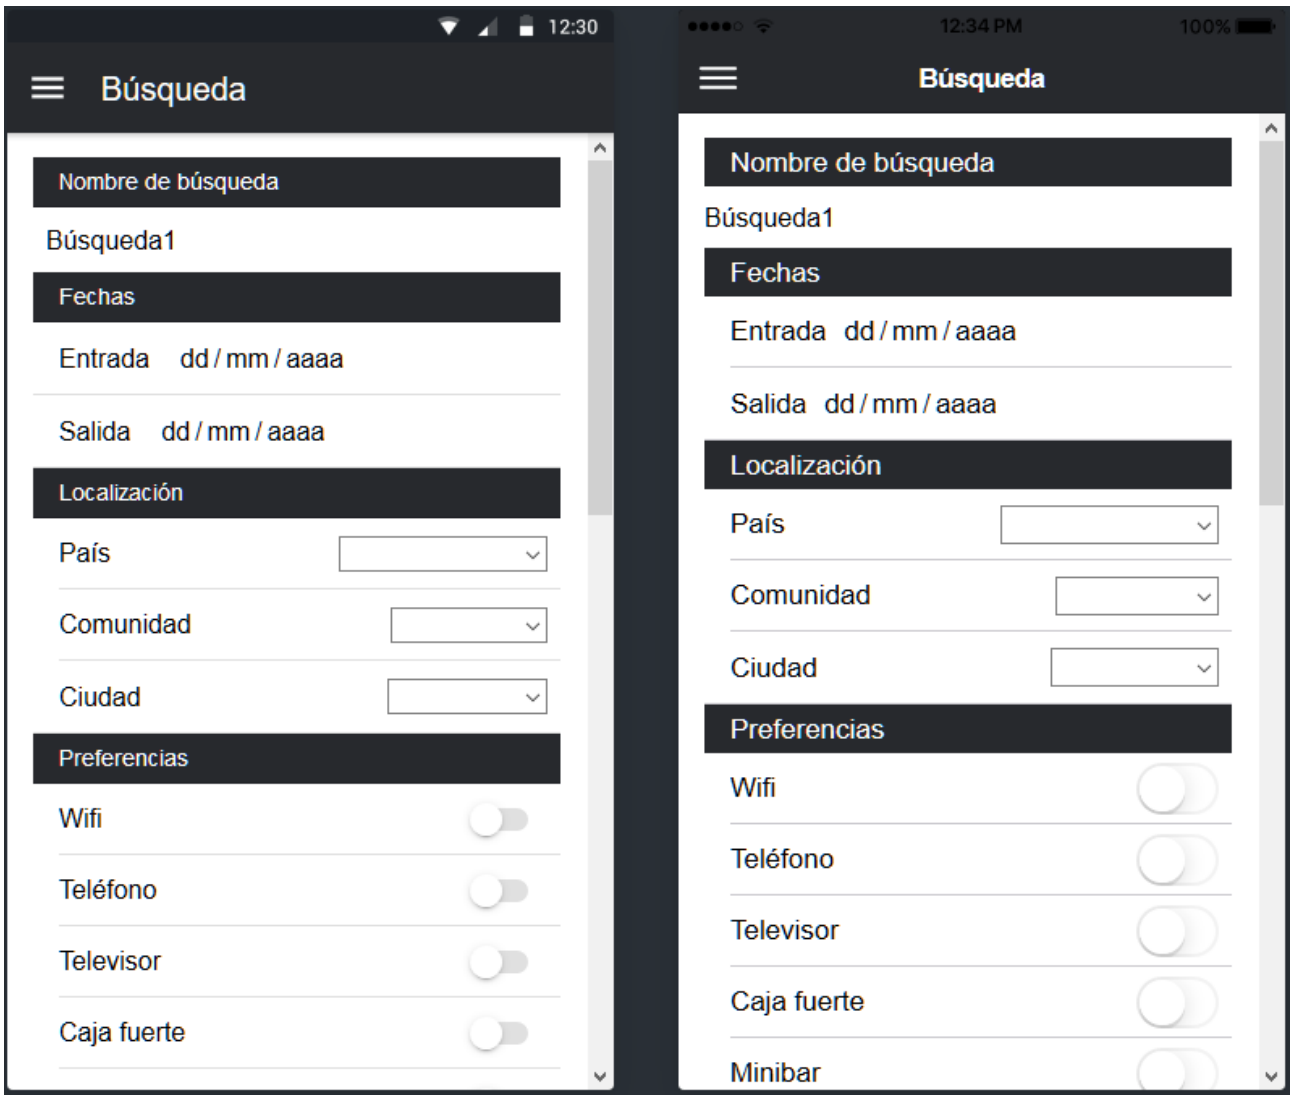 12:30
Búsqueda
Nombre de búsqueda
Búsqueda1
Fechas
Entrada dd/mm/aaaa
Salida dd/mm/aaaa
Localización
País
Comunidad
Ciudad
Preferencias
Wifi
Teléfono
Televisor
Caja fuerte
12:34 PM 100%
Búsqueda
Nombre de búsqueda
Búsqueda1
Fechas
Entrada dd/mm/aaaa
Salida dd/mm/aaaa
Localización
País
Comunidad
Ciudad
Preferencias
Wifi
Teléfono
Televisor
Caja fuerte
Minibar